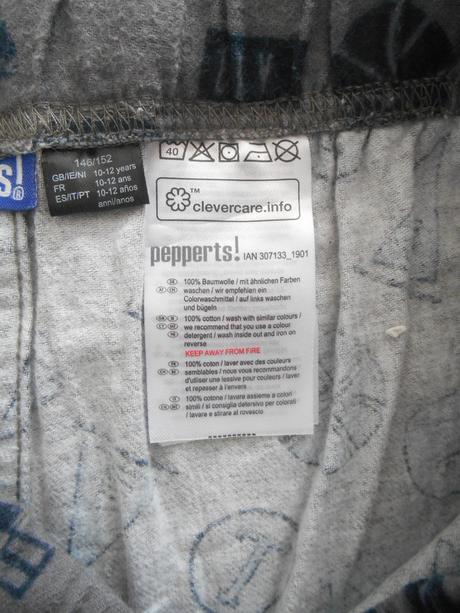 s!®
146/152
GB/IE/NI 10-12 years
FR 10-12 ans
ES/IT/PT 10-12 años
anni/anos
40
™
clevercare.info
pepperts! IAN 307133_1901
100% Baumwolle / mit ähnlichen Farben
waschen / wir empfehlen ein
Colorwaschmittel / auf links waschen
und bügeln
100% cotton / wash with similar colours /
we recommend that you use a colour
detergent / wash inside out and iron on
reverse
KEEP AWAY FROM FIRE
100% coton / laver avec des couleurs
semblables / nous vous recommandons
d'utiliser une lessive pour couleurs / laver
et repasser à l'envers
100% cotone / lavare assieme a colori
simili / si consiglia detersivo per colorati
/ lavare e stirare al rovescio